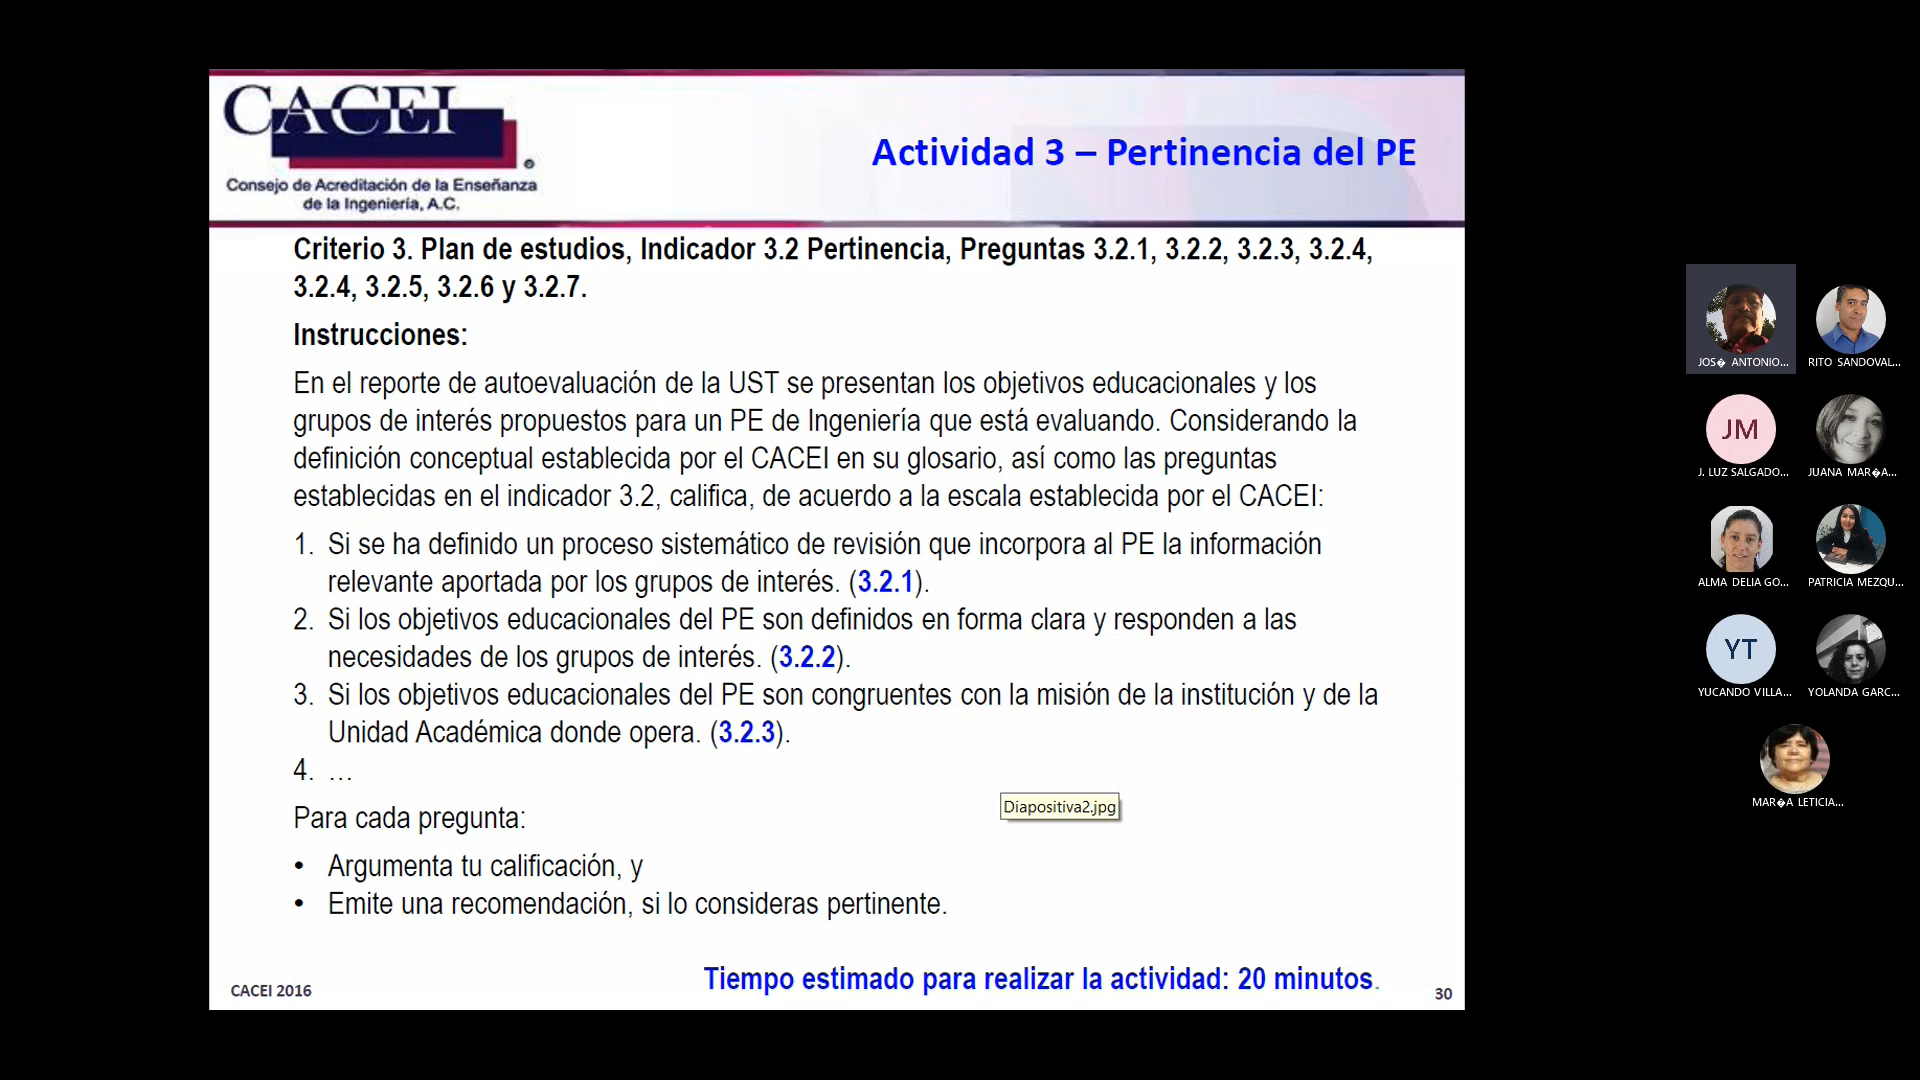 CACEI
Consejo de Acreditación de la Enseñanza
de la Ingeniería, A.C.
Actividad 3 – Pertinencia del PE
Criterio 3. Plan de estudios, Indicador 3.2 Pertinencia, Preguntas 3.2.1, 3.2.2, 3.2.3, 3.2.4,
3.2.4, 3.2.5, 3.2.6 y 3.2.7.
Instrucciones:
En el reporte de autoevaluación de la UST se presentan los objetivos educacionales y los
grupos de interés propuestos para un PE de Ingeniería que está evaluando. Considerando la
definición conceptual establecida por el CACEI en su glosario, así como las preguntas
establecidas en el indicador 3.2, califica, de acuerdo a la escala establecida por el CACEI:
1. Si se ha definido un proceso sistemático de revisión que incorpora al PE la información
relevante aportada por los grupos de interés. (3.2.1).
2. Si los objetivos educacionales del PE son definidos en forma clara y responden a las
necesidades de los grupos de interés. (3.2.2).
3. Si los objetivos educacionales del PE son congruentes con la misión de la institución y de la
Unidad Académica donde opera. (3.2.3).
4. …
Para cada pregunta:
• Argumenta tu calificación, y
• Emite una recomendación, si lo consideras pertinente.
Diapositiva2.jpg
Tiempo estimado para realizar la actividad: 20 minutos.
CACEI 2016
30
JOS� ANTONIO...
RITO SANDOVAL...
JM
J. LUZ SALGADO...
JUANA MAR�A...
ALMA DELIA GO...
PATRICIA MEZQU...
YT
YUCANDO VILLA...
YOLANDA GARC...
MAR�A LETICIA...